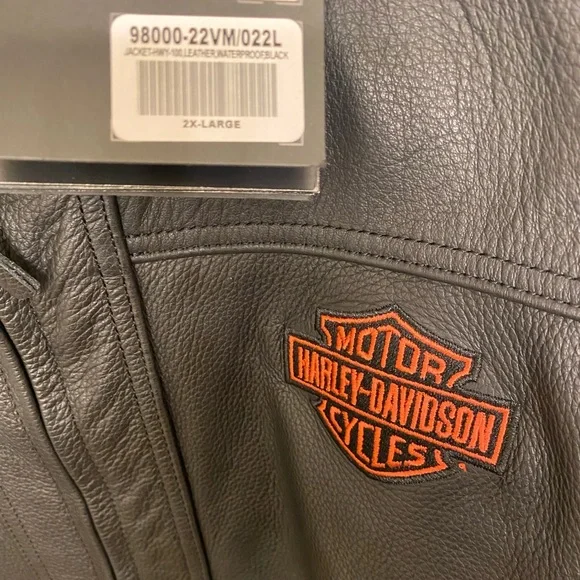 98000-22VM/022L
JACKET-HWY-100,LEATHER,WATERPROOF,BLACK
2X-LARGE
MOTOR
HARLEY-DAVIDSON
CYCLES